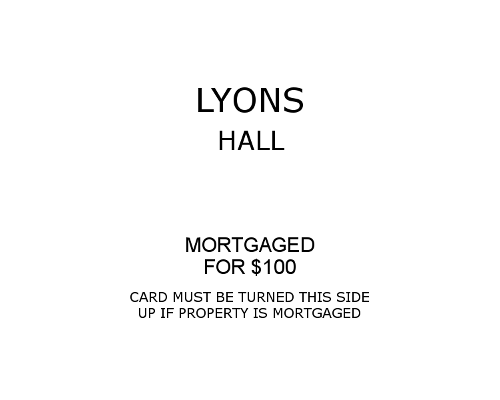 LYONS
HALL
MORTGAGED
FOR $100
CARD MUST BE TURNED THIS SIDE
UP IF PROPERTY IS MORTGAGED